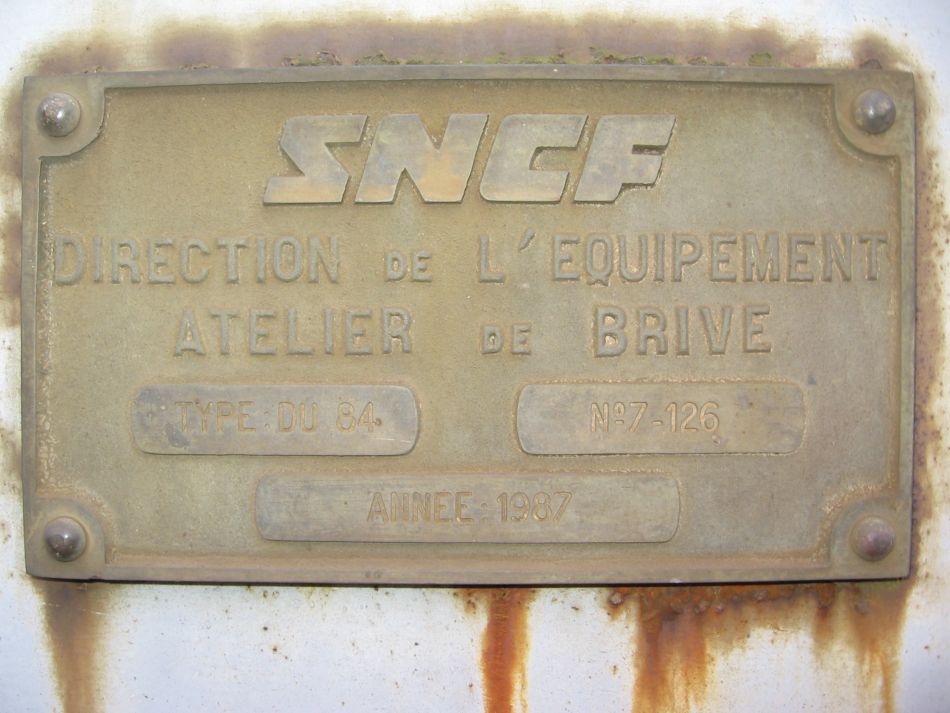 SNCF
DIRECTION DE L'EQUIPEMENT
ATELIER DE BRIVE
TYPE: DU 84
Nº7-126
ANNEE: 1987